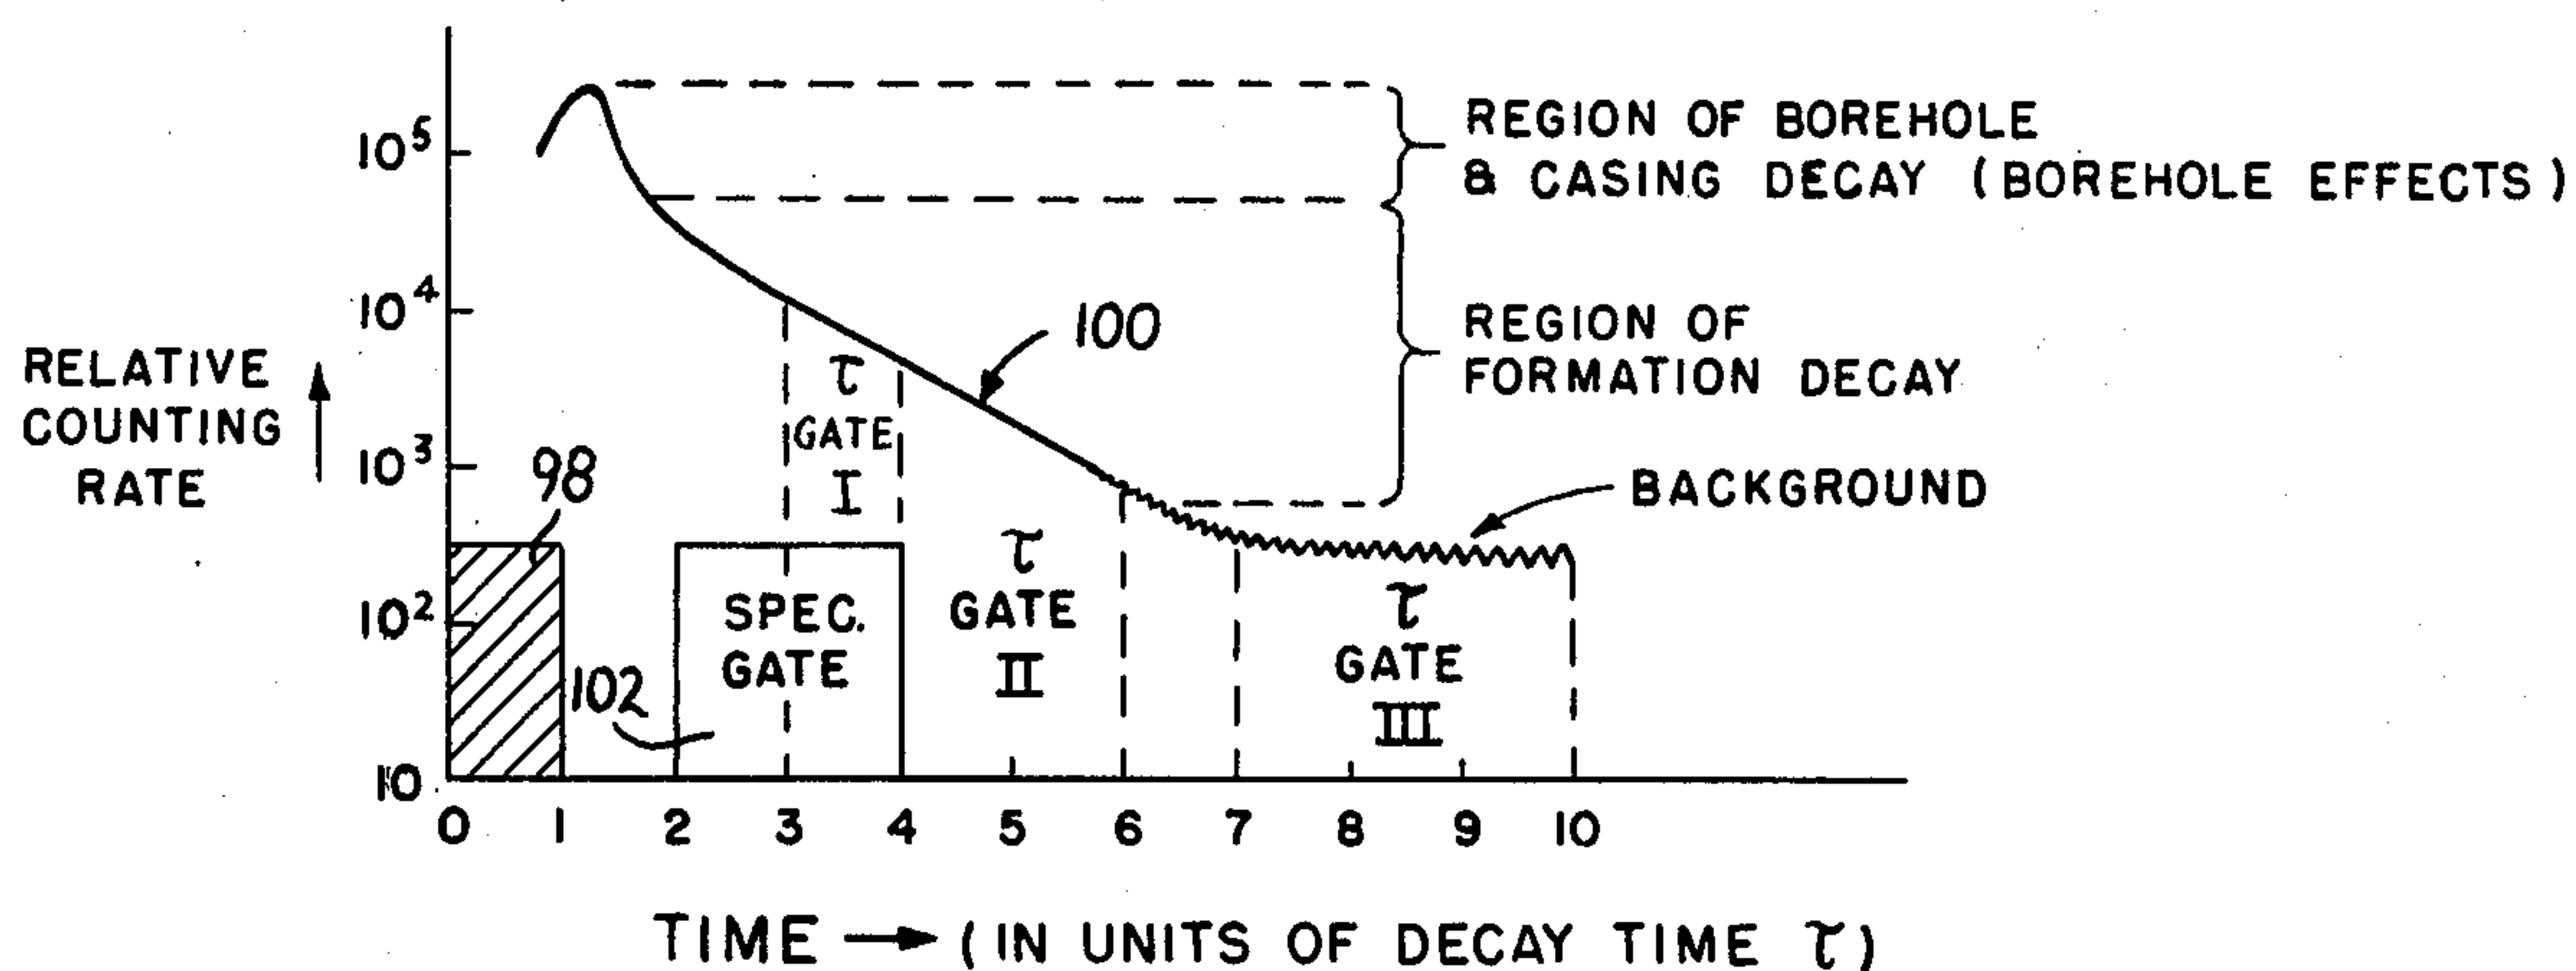 10⁵
10⁴
10³
10²
10
RELATIVE
COUNTING
RATE
98
102
100
SPEC.
GATE
τ
GATE
I
τ
GATE
II
τ
GATE
III
REGION OF BOREHOLE
& CASING DECAY (BOREHOLE EFFECTS)
REGION OF
FORMATION DECAY
BACKGROUND
0 1 2 3 4 5 6 7 8 9 10
TIME → (IN UNITS OF DECAY TIME τ)